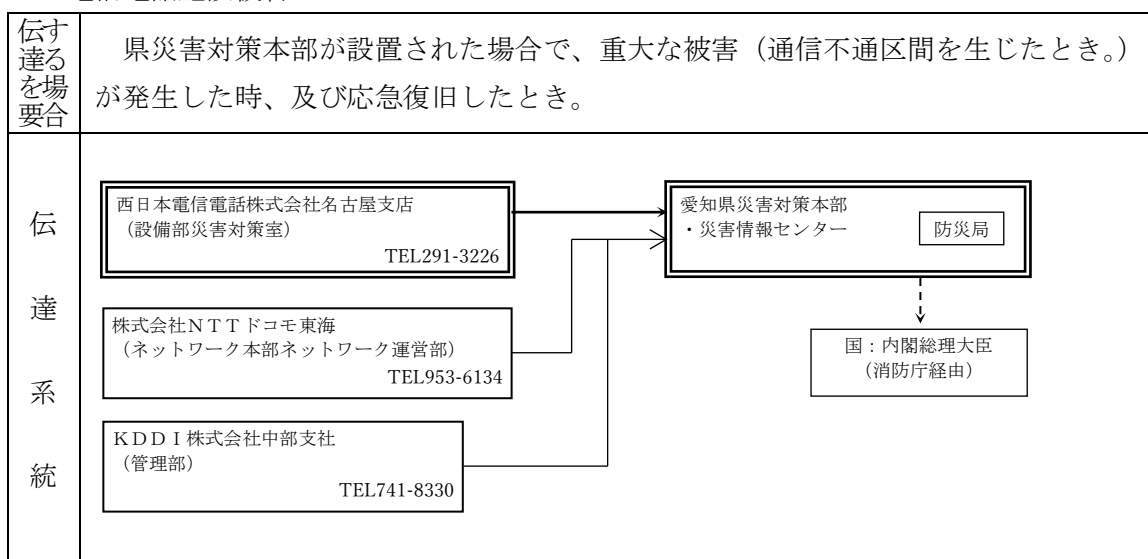 伝達を要
する場合
県災害対策本部が設置された場合で、重大な被害（通信不通区間を生じたとき。）
が発生した時、及び応急復旧したとき。
伝達系統
西日本電信電話株式会社名古屋支店
（設備部災害対策室）
TEL291-3226
株式会社ＮＴＴドコモ東海
（ネットワーク本部ネットワーク運営部）
TEL953-6134
ＫＤＤＩ株式会社中部支社
（管理部）
TEL741-8330
愛知県災害対策本部
・災害情報センター
防災局
国：内閣総理大臣
（消防庁経由）